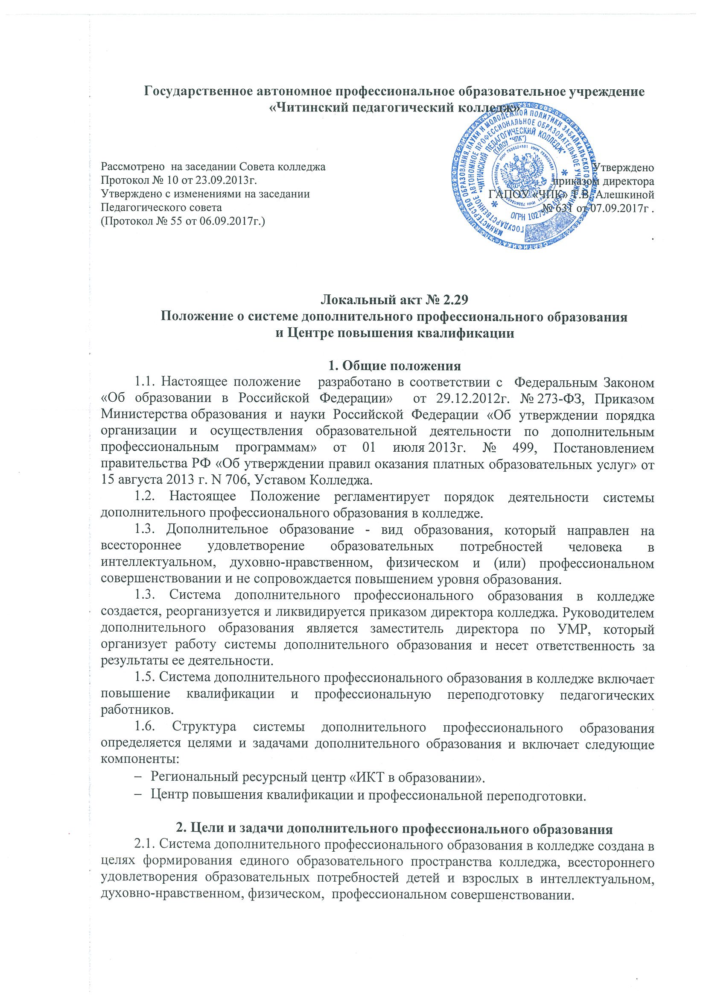 Государственное автономное профессиональное образовательное учреждение
«Читинский педагогический колледж»
Рассмотрено на заседании Совета колледжа
Протокол № 10 от 23.09.2013г.
Утверждено с изменениями на заседании
Педагогического совета
(Протокол № 55 от 06.09.2017г.)
Утверждено
приказом директора
ГАПОУ «ЧПК» Т.В. Алешкиной
№ 631 от 07.09.2017г .
.
МИНИСТЕРСТВО ОБРАЗОВАНИЯ, НАУКИ И МОЛОДЕЖНОЙ ПОЛИТИКИ ЗАБАЙКАЛЬСКОГО КРАЯ
ГОСУДАРСТВЕННОЕ АВТОНОМНОЕ ПРОФЕССИОНАЛЬНОЕ ОБРАЗОВАТЕЛЬНОЕ УЧРЕЖДЕНИЕ
"ЧИТИНСКИЙ ПЕДАГОГИЧЕСКИЙ КОЛЛЕДЖ"
(ГАПОУ "ЧПК")
ОГРН
Локальный акт № 2.29
Положение о системе дополнительного профессионального образования
и Центре повышения квалификации
1. Общие положения
1.1. Настоящее положение разработано в соответствии с Федеральным Законом
«Об образовании в Российской Федерации» от 29.12.2012г. № 273-ФЗ, Приказом
Министерства образования и науки Российской Федерации «Об утверждении порядка
организации и осуществления образовательной деятельности по дополнительным
профессиональным программам» от 01 июля 2013г. № 499, Постановлением
правительства РФ «Об утверждении правил оказания платных образовательных услуг» от
15 августа 2013 г. N 706, Уставом Колледжа.
1.2. Настоящее Положение регламентирует порядок деятельности системы
дополнительного профессионального образования в колледже.
1.3. Дополнительное образование - вид образования, который направлен на
всестороннее удовлетворение образовательных потребностей человека в
интеллектуальном, духовно-нравственном, физическом и (или) профессиональном
совершенствовании и не сопровождается повышением уровня образования.
1.3. Система дополнительного профессионального образования в колледже
создается, реорганизуется и ликвидируется приказом директора колледжа. Руководителем
дополнительного образования является заместитель директора по УМР, который
организует работу системы дополнительного образования и несет ответственность за
результаты ее деятельности.
1.5. Система дополнительного профессионального образования в колледже включает
повышение квалификации и профессиональную переподготовку педагогических
работников.
1.6. Структура системы дополнительного профессионального образования
определяется целями и задачами дополнительного образования и включает следующие
компоненты:
– Региональный ресурсный центр «ИКТ в образовании».
– Центр повышения квалификации и профессиональной переподготовки.
2. Цели и задачи дополнительного профессионального образования
2.1. Система дополнительного профессионального образования в колледже создана в
целях формирования единого образовательного пространства колледжа, всестороннего
удовлетворения образовательных потребностей детей и взрослых в интеллектуальном,
духовно-нравственном, физическом, профессиональном совершенствовании.